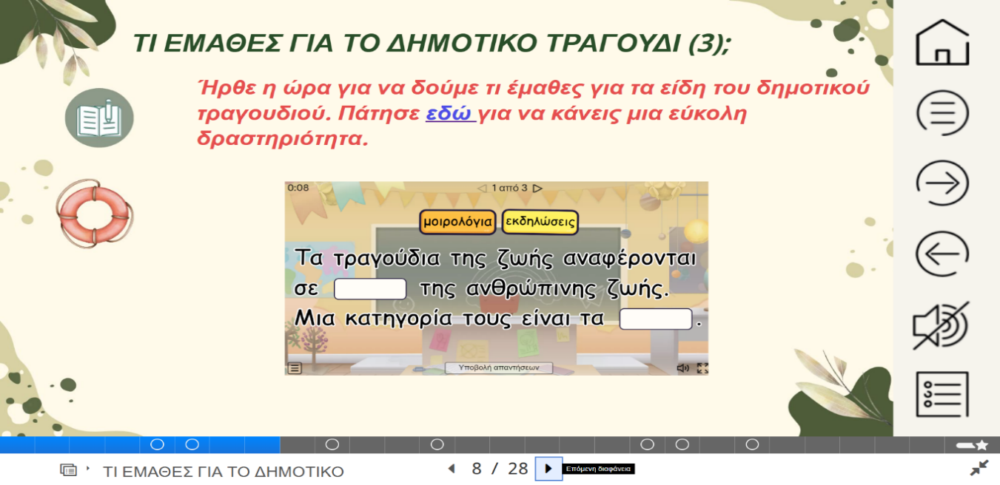 ΤΙ ΕΜΑΘΕΣ ΓΙΑ ΤΟ ΔΗΜΟΤΙΚΟ ΤΡΑΓΟΥΔΙ (3);
Ήρθε η ώρα για να δούμε τι έμαθες για τα είδη του δημοτικού
τραγουδιού. Πάτησε εδώ για να κάνεις μια εύκολη
δραστηριότητα.
0:08
1 από 3
μοιρολόγια εκδηλώσεις
Τα τραγούδια της ζωής αναφέρονται
σε της ανθρώπινης ζωής.
Μια κατηγορία τους είναι τα .
Υποβολή απαντήσεων
ΤΙ ΕΜΑΘΕΣ ΓΙΑ ΤΟ ΔΗΜΟΤΙΚΟ
8 / 28
Επόμενη διαφάνεια